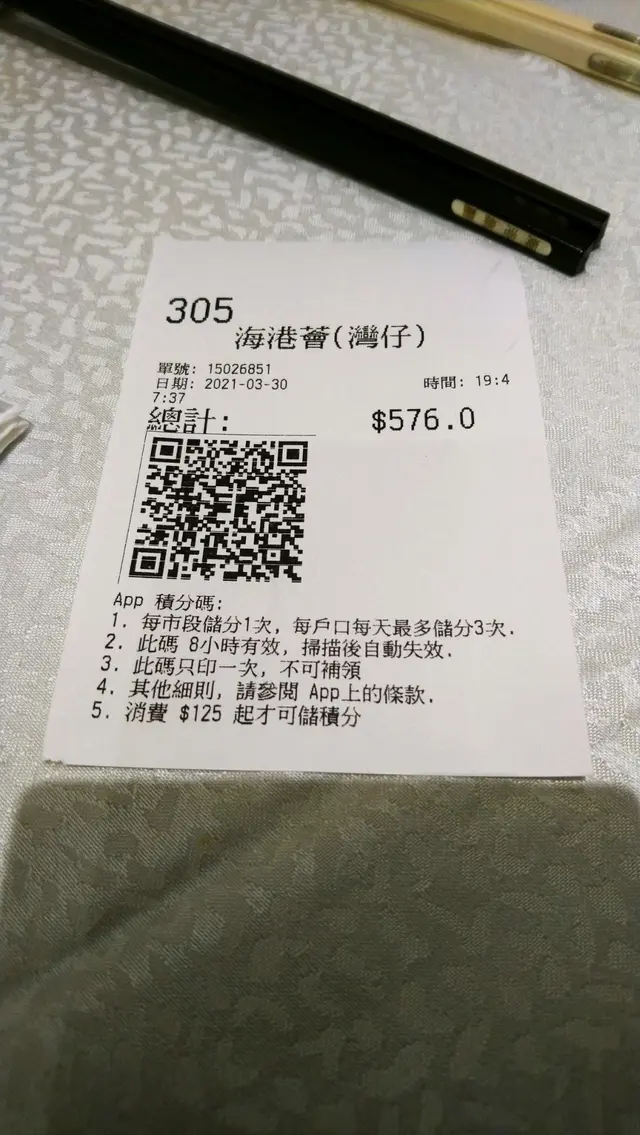 305
海港薈(灣仔)
單號: 15026851
日期: 2021-03-30 時間: 19:4
7:37
總計: $576.0
App 積分碼:
1. 每市段儲分1次, 每戶口每天最多儲分3次.
2. 此碼 8小時有效, 掃描後自動失效.
3. 此碼只印一次, 不可補領
4. 其他細則, 請參閱 App上的條款.
5. 消費 $125 起才可儲積分